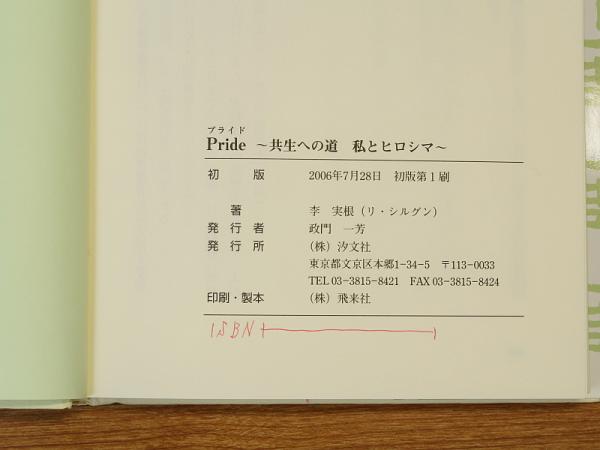 プライド
Pride ～共生への道　私とヒロシマ～
初　版　2006年7月28日　初版第1刷
著　李　実根（リ・シルグン）
発行者　政門　一芳
発行所　（株）汐文社
東京都文京区本郷1-34-5　〒113-0033
TEL 03-3815-8421　FAX 03-3815-8424
印刷・製本　（株）飛来社
ISBN